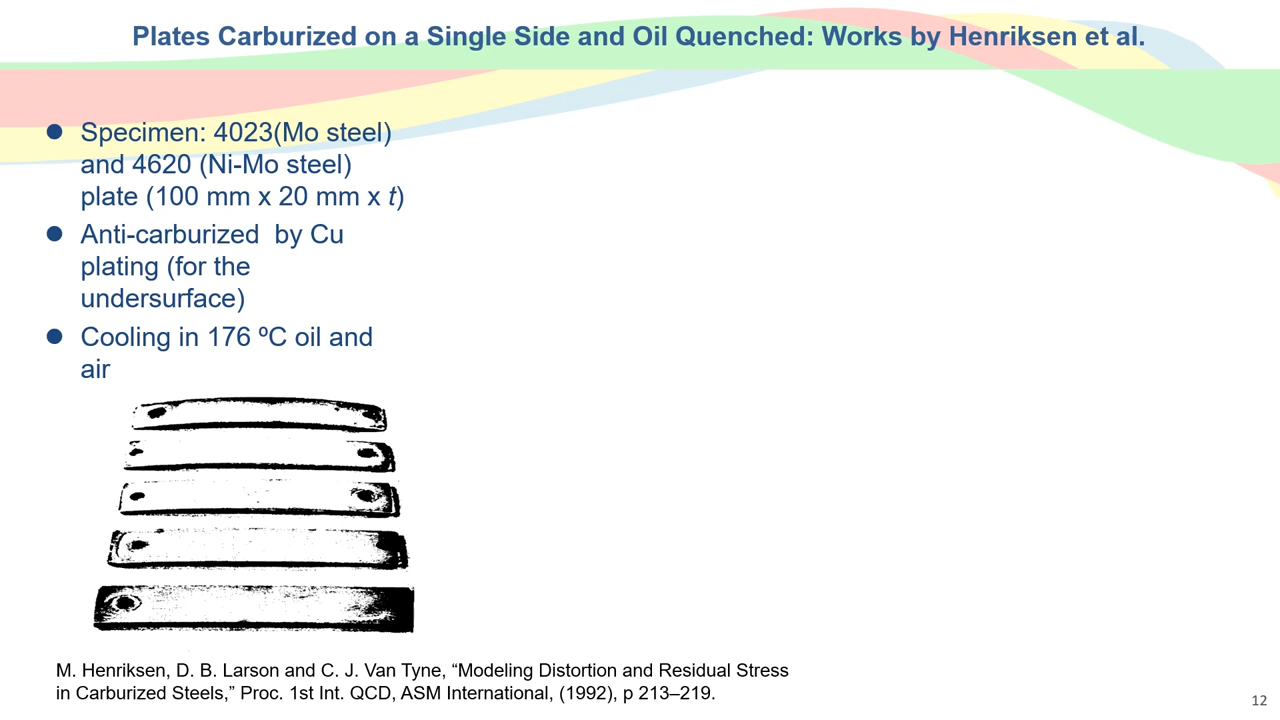 Plates Carburized on a Single Side and Oil Quenched: Works by Henriksen et al.
● Specimen: 4023(Mo steel)
and 4620 (Ni-Mo steel)
plate (100 mm x 20 mm x t)
● Anti-carburized  by Cu
plating (for the
undersurface)
● Cooling in 176 ºC oil and
air
M. Henriksen, D. B. Larson and C. J. Van Tyne, “Modeling Distortion and Residual Stress
in Carburized Steels,” Proc. 1st Int. QCD, ASM International, (1992), p 213–219.
12